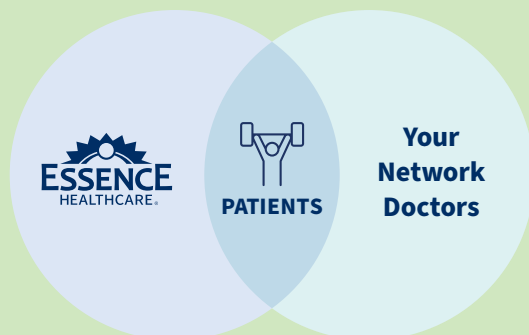 ESSENCE
HEALTHCARE®
PATIENTS
Your
Network
Doctors